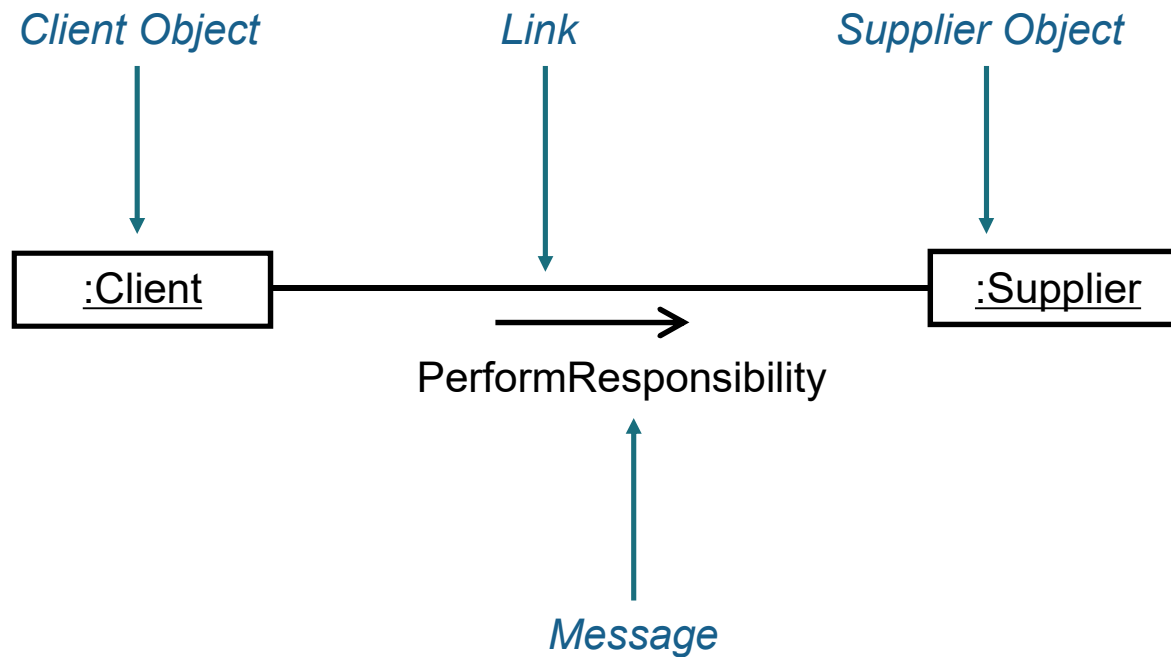 Client Object
Link
Supplier Object
:Client
:Supplier
PerformResponsibility
Message